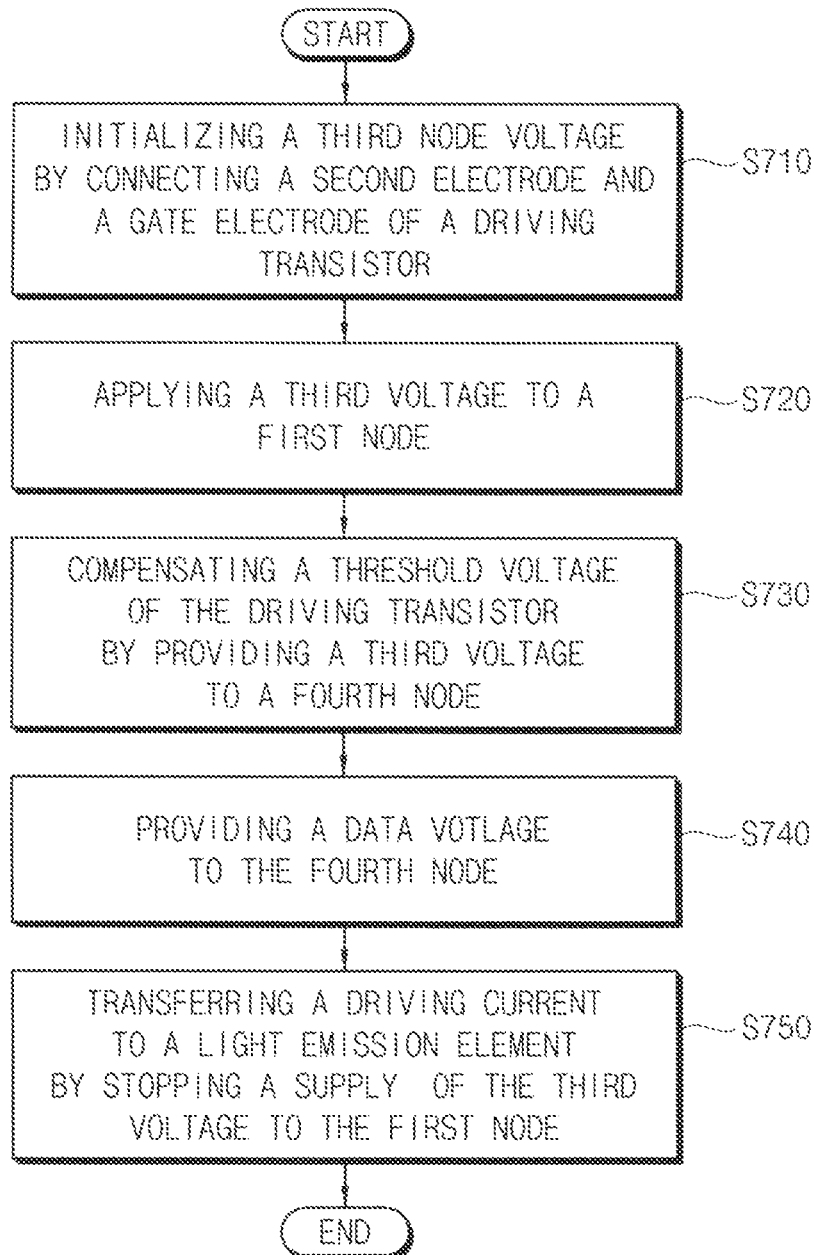 START
INITIALIZING A THIRD NODE VOLTAGE
BY CONNECTING A SECOND ELECTRODE AND
A GATE ELECTRODE OF A DRIVING
TRANSISTOR
S710
APPLYING A THIRD VOLTAGE TO A
FIRST NODE
S720
COMPENSATING A THRESHOLD VOLTAGE
OF THE DRIVING TRANSISTOR
BY PROVIDING A THIRD VOLTAGE
TO A FOURTH NODE
S730
PROVIDING A DATA VOTLAGE
TO THE FOURTH NODE
S740
TRANSFERRING A DRIVING CURRENT
TO A LIGHT EMISSION ELEMENT
BY STOPPING A SUPPLY OF THE THIRD
VOLTAGE TO THE FIRST NODE
S750
END